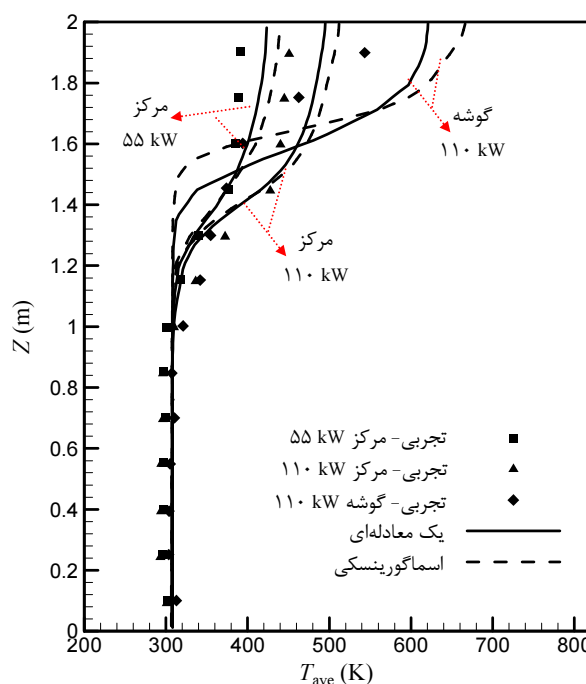 2
1.8
1.6
1.4
1.2
1
0.8
0.6
0.4
0.2
0
Z (m)
مرکز
۵۵ kW
گوشه
۱۱۰ kW
مرکز
۱۱۰ kW
تجربی- مرکز ۵۵ kW
تجربی- مرکز ۱۱۰ kW
تجربی- گوشه ۱۱۰ kW
یک معادله‌ای
اسماگورینسکی
200 300 400 500 600 700 800
Tave (K)